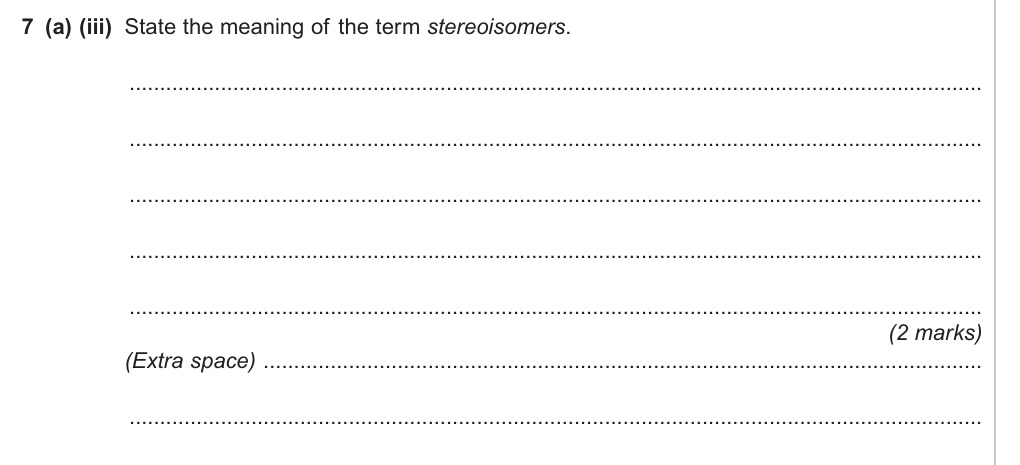 7 (a) (iii) State the meaning of the term stereoisomers.
(2 marks)
(Extra space)